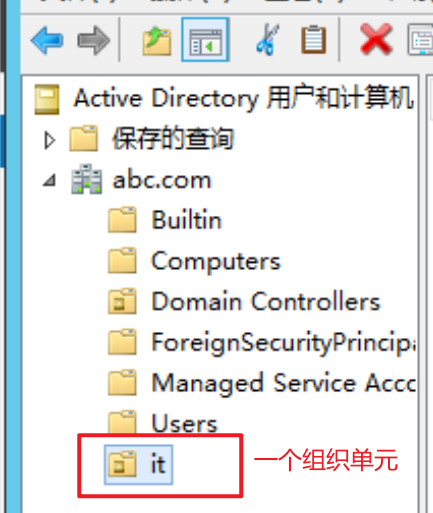 Active Directory 用户和计算机
保存的查询
abc.com
Builtin
Computers
Domain Controllers
ForeignSecurityPrincipa
Managed Service Acc
Users
it
一个组织单元